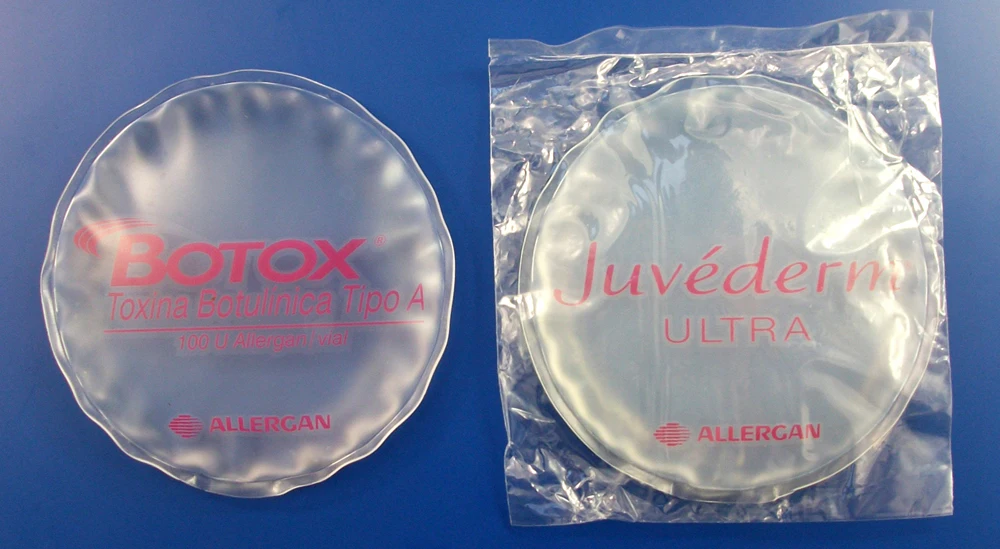 BOTOX®
Toxina Botulínica Tipo A
100 U Allergan / vial
ALLERGAN
Juvéderm
ULTRA
ALLERGAN